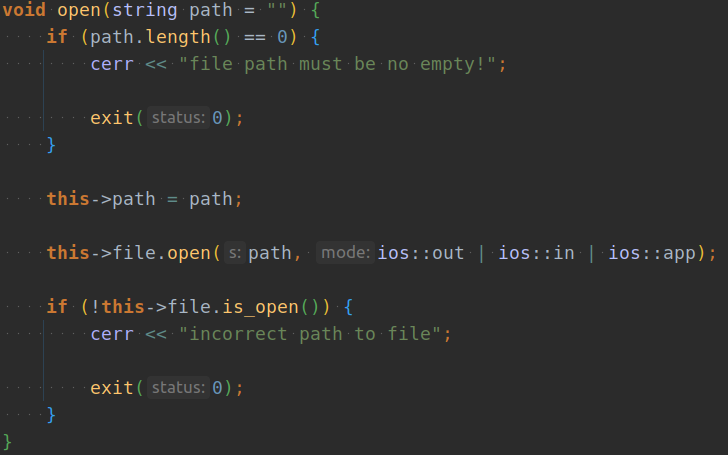 void open(string path = "") {
if (path.length() == 0) {
cerr << "file path must be no empty!";
exit( status: 0);
}
this->path = path;
this->file.open( s: path, mode: ios::out | ios::in | ios::app);
if (!this->file.is_open()) {
cerr << "incorrect path to file";
exit( status: 0);
}
}